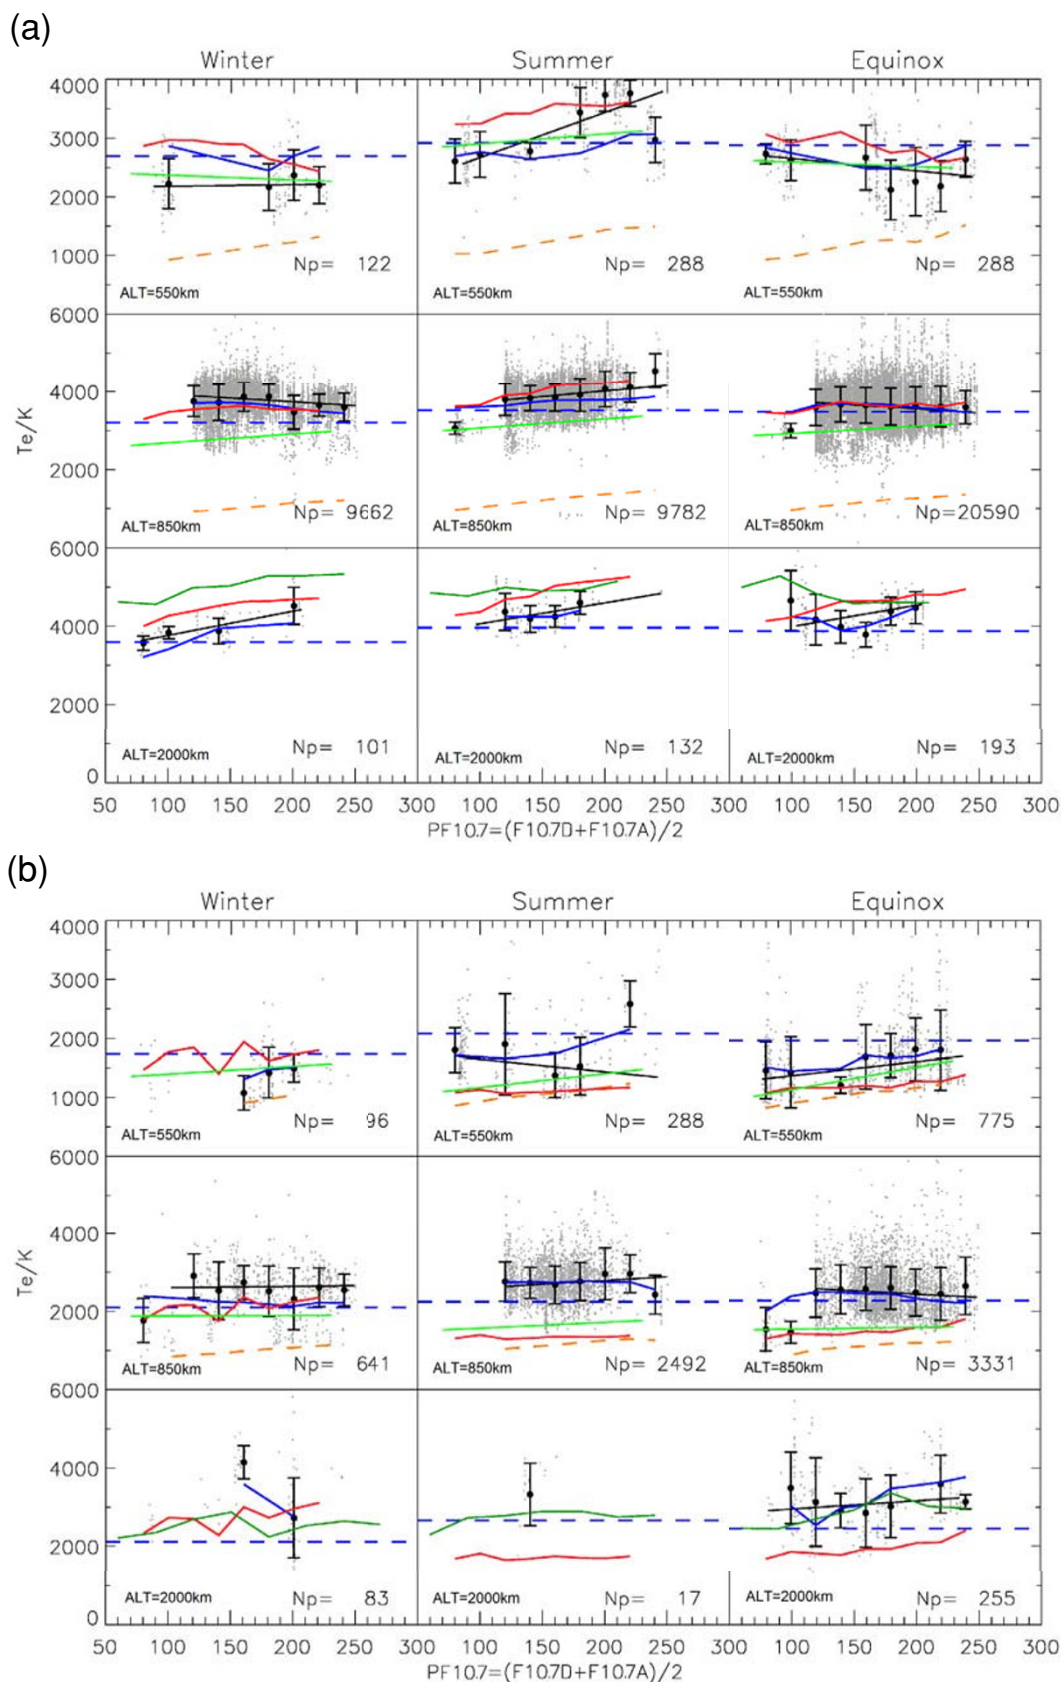 (a)
Winter Summer Equinox
4000
3000
2000
1000
Np= 122 Np= 288 Np= 288
ALT=550km ALT=550km ALT=550km
6000
4000
Te/K
2000
Np= 9662 Np= 9782 Np=20590
ALT=850km ALT=850km ALT=850km
6000
4000
2000
Np= 101 Np= 132 Np= 193
ALT=2000km ALT=2000km ALT=2000km
0
50 100 150 200 250 300 100 150 200 250 300 100 150 200 250 300
PF10.7=(F10.7D+F10.7A)/2
(b)
Winter Summer Equinox
4000
3000
2000
1000
Np= 96 Np= 288 Np= 775
ALT=550km ALT=550km ALT=550km
6000
4000
Te/K
2000
Np= 641 Np= 2492 Np= 3331
ALT=850km ALT=850km ALT=850km
6000
4000
2000
Np= 83 Np= 17 Np= 255
ALT=2000km ALT=2000km ALT=2000km
0
50 100 150 200 250 300 100 150 200 250 300 100 150 200 250 300
PF10.7=(F10.7D+F10.7A)/2